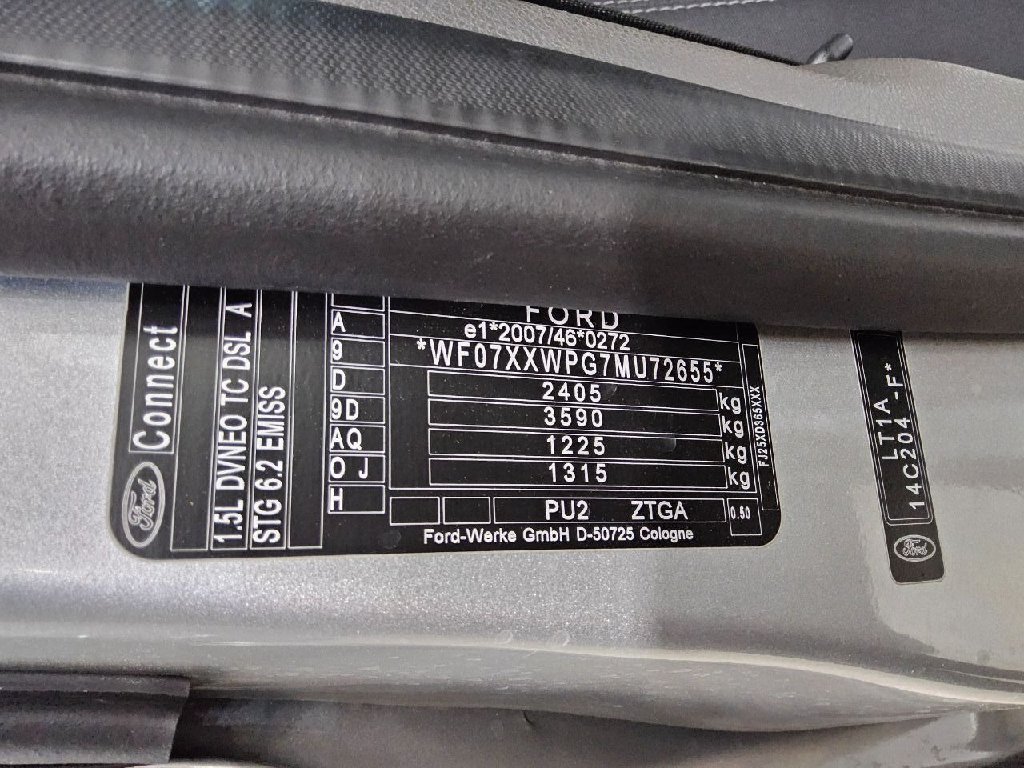 Ford
Connect
1.5L DVNEO TC DSL A
STG 6.2 EMISS
A
9
D
9D
AQ
O J
H
FORD
e1*2007/46*0272
*WF07XXWPG7MU72655*
2405 kg
3590 kg
1225 kg
1315 kg
PU2 ZTGA 0.50
Ford-Werke GmbH D-50725 Cologne
FJ25XD365XXX
Ford
LT1A
14C204 -F*